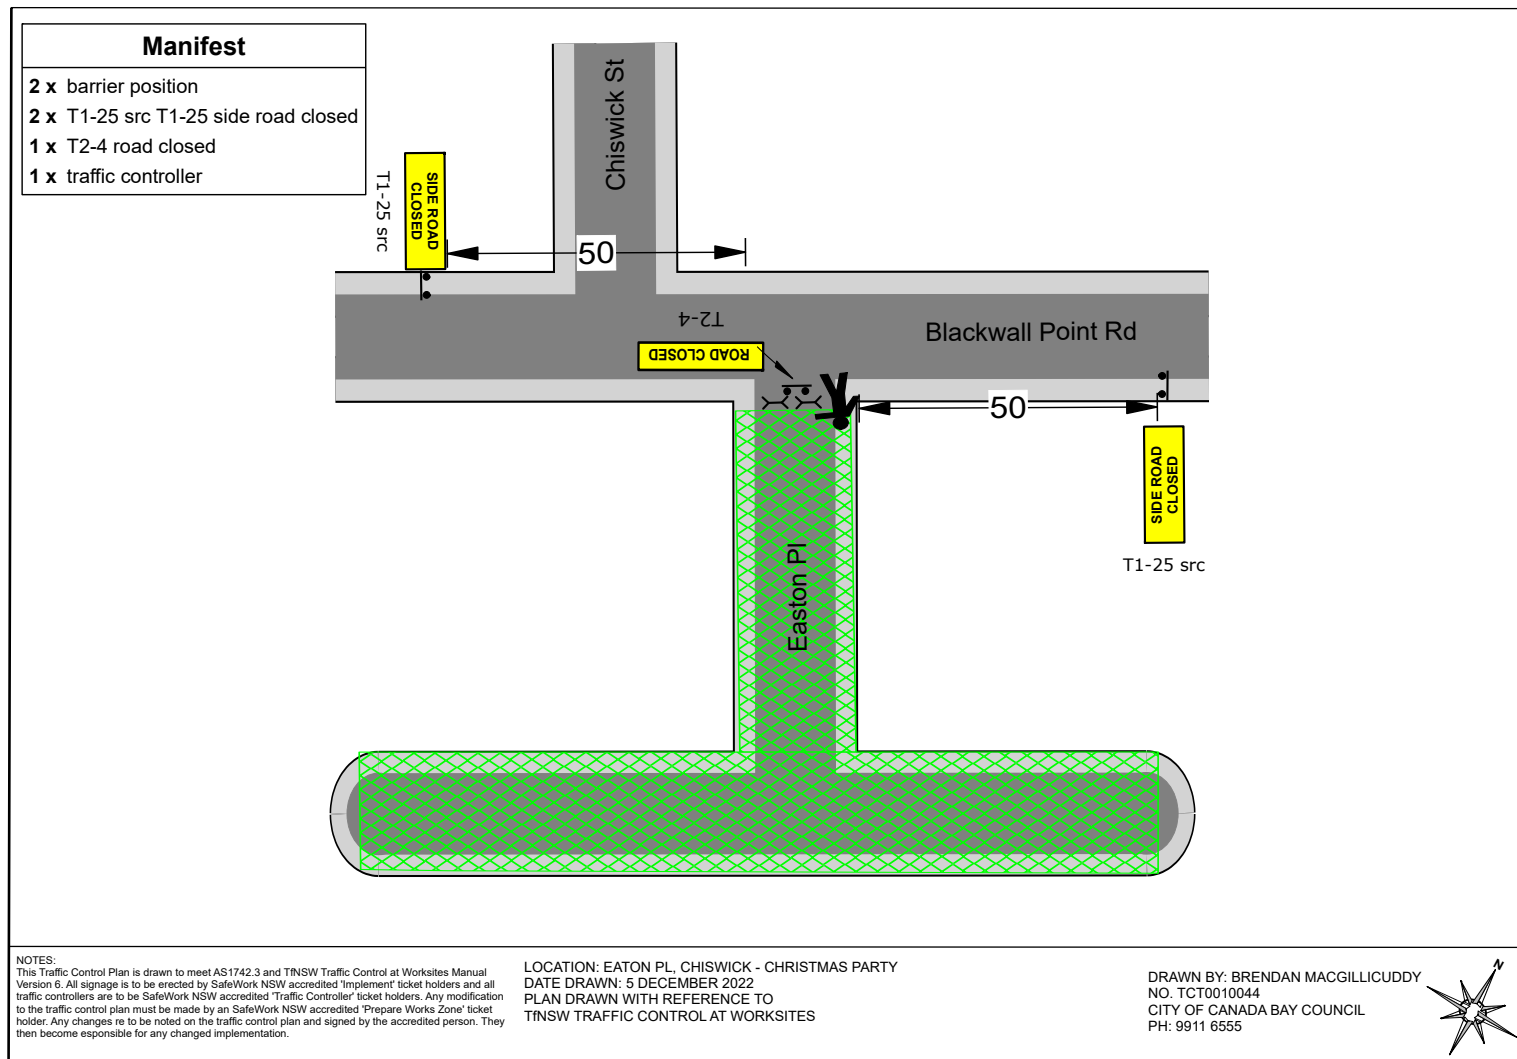 Manifest
2 x barrier position
2 x T1-25 src T1-25 side road closed
1 x T2-4 road closed
1 x traffic controller
Chiswick St
SIDE ROAD
CLOSED
T1-25 src
50
T2-4
ROAD CLOSED
Blackwall Point Rd
50
SIDE ROAD
CLOSED
T1-25 src
Easton Pl
NOTES:
This Traffic Control Plan is drawn to meet AS1742.3 and TfNSW Traffic Control at Worksites Manual
Version 6. All signage is to be erected by SafeWork NSW accredited 'Implement' ticket holders and all
traffic controllers are to be SafeWork NSW accredited 'Traffic Controller' ticket holders. Any modification
to the traffic control plan must be made by an SafeWork NSW accredited 'Prepare Works Zone' ticket
holder. Any changes re to be noted on the traffic control plan and signed by the accredited person. They
then become esponsible for any changed implementation.
LOCATION: EATON PL, CHISWICK - CHRISTMAS PARTY
DATE DRAWN: 5 DECEMBER 2022
PLAN DRAWN WITH REFERENCE TO
TfNSW TRAFFIC CONTROL AT WORKSITES
DRAWN BY: BRENDAN MACGILLICUDDY
NO. TCT0010044
CITY OF CANADA BAY COUNCIL
PH: 9911 6555
N